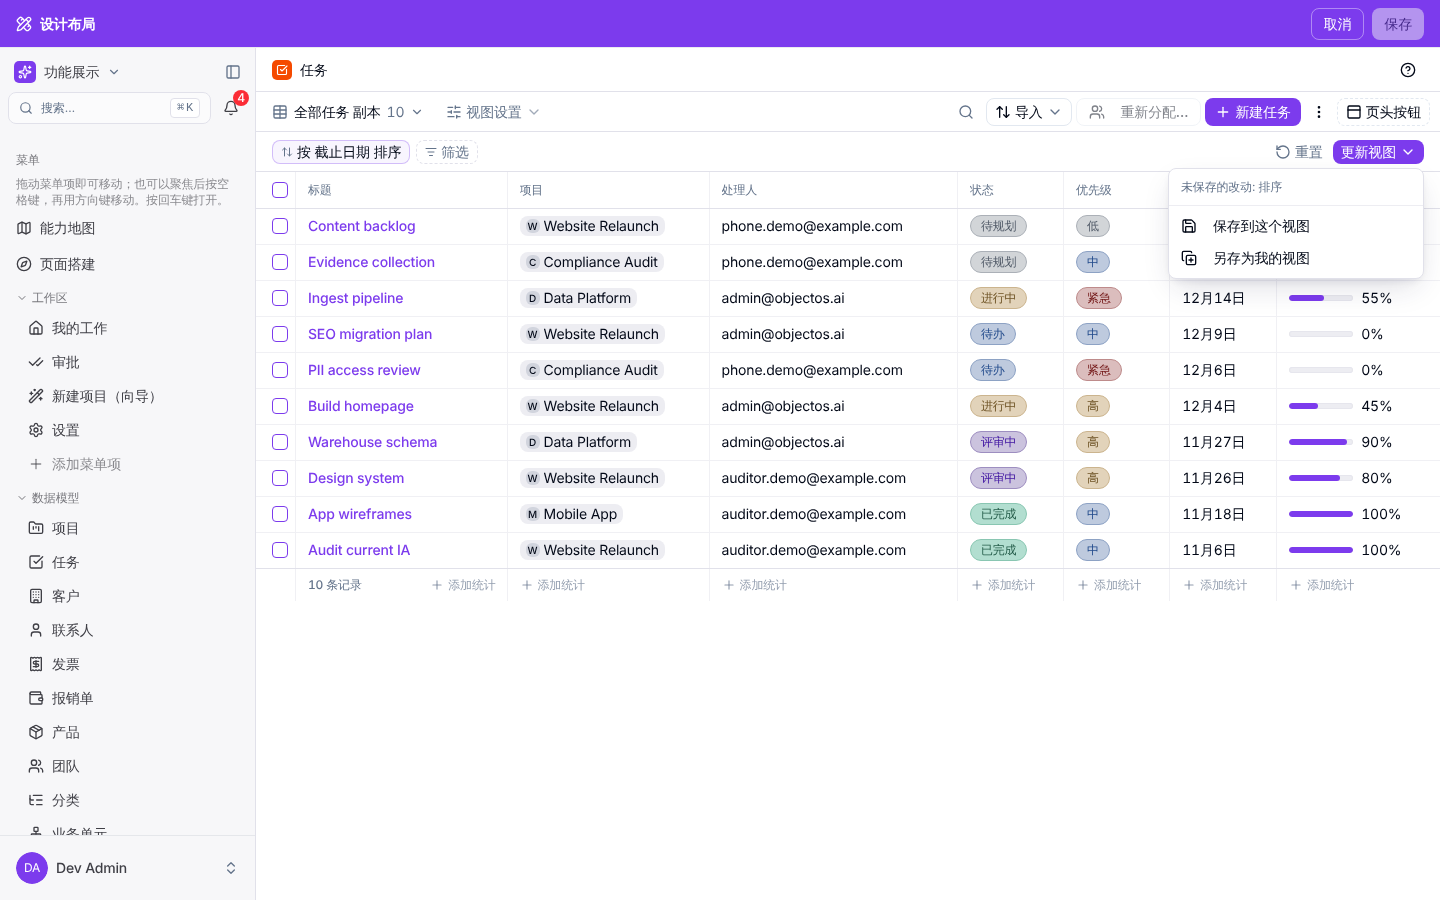 设计布局
取消
保存
功能展示
搜索...
⌘K
4
菜单
拖动菜单项即可移动；也可以聚焦后按空
格键，再用方向键移动。按回车键打开。
能力地图
页面搭建
工作区
我的工作
审批
新建项目（向导）
设置
添加菜单项
数据模型
项目
任务
客户
联系人
发票
报销单
产品
团队
分类
业务单元
DA
Dev Admin
任务
全部任务 副本 10
视图设置
导入
重新分配...
新建任务
页头按钮
按 截止日期 排序
筛选
重置
更新视图
未保存的改动: 排序
保存到这个视图
另存为我的视图
标题 项目 处理人 状态 优先级
Content backlog W Website Relaunch phone.demo@example.com 待规划 低
Evidence collection C Compliance Audit phone.demo@example.com 待规划 中
Ingest pipeline D Data Platform admin@objectos.ai 进行中 紧急 12月14日 55%
SEO migration plan W Website Relaunch admin@objectos.ai 待办 中 12月9日 0%
PII access review C Compliance Audit phone.demo@example.com 待办 紧急 12月6日 0%
Build homepage W Website Relaunch admin@objectos.ai 进行中 高 12月4日 45%
Warehouse schema D Data Platform admin@objectos.ai 评审中 高 11月27日 90%
Design system W Website Relaunch auditor.demo@example.com 评审中 高 11月26日 80%
App wireframes M Mobile App auditor.demo@example.com 已完成 中 11月18日 100%
Audit current IA W Website Relaunch auditor.demo@example.com 已完成 中 11月6日 100%
10 条记录 添加统计 添加统计 添加统计 添加统计 添加统计 添加统计 添加统计